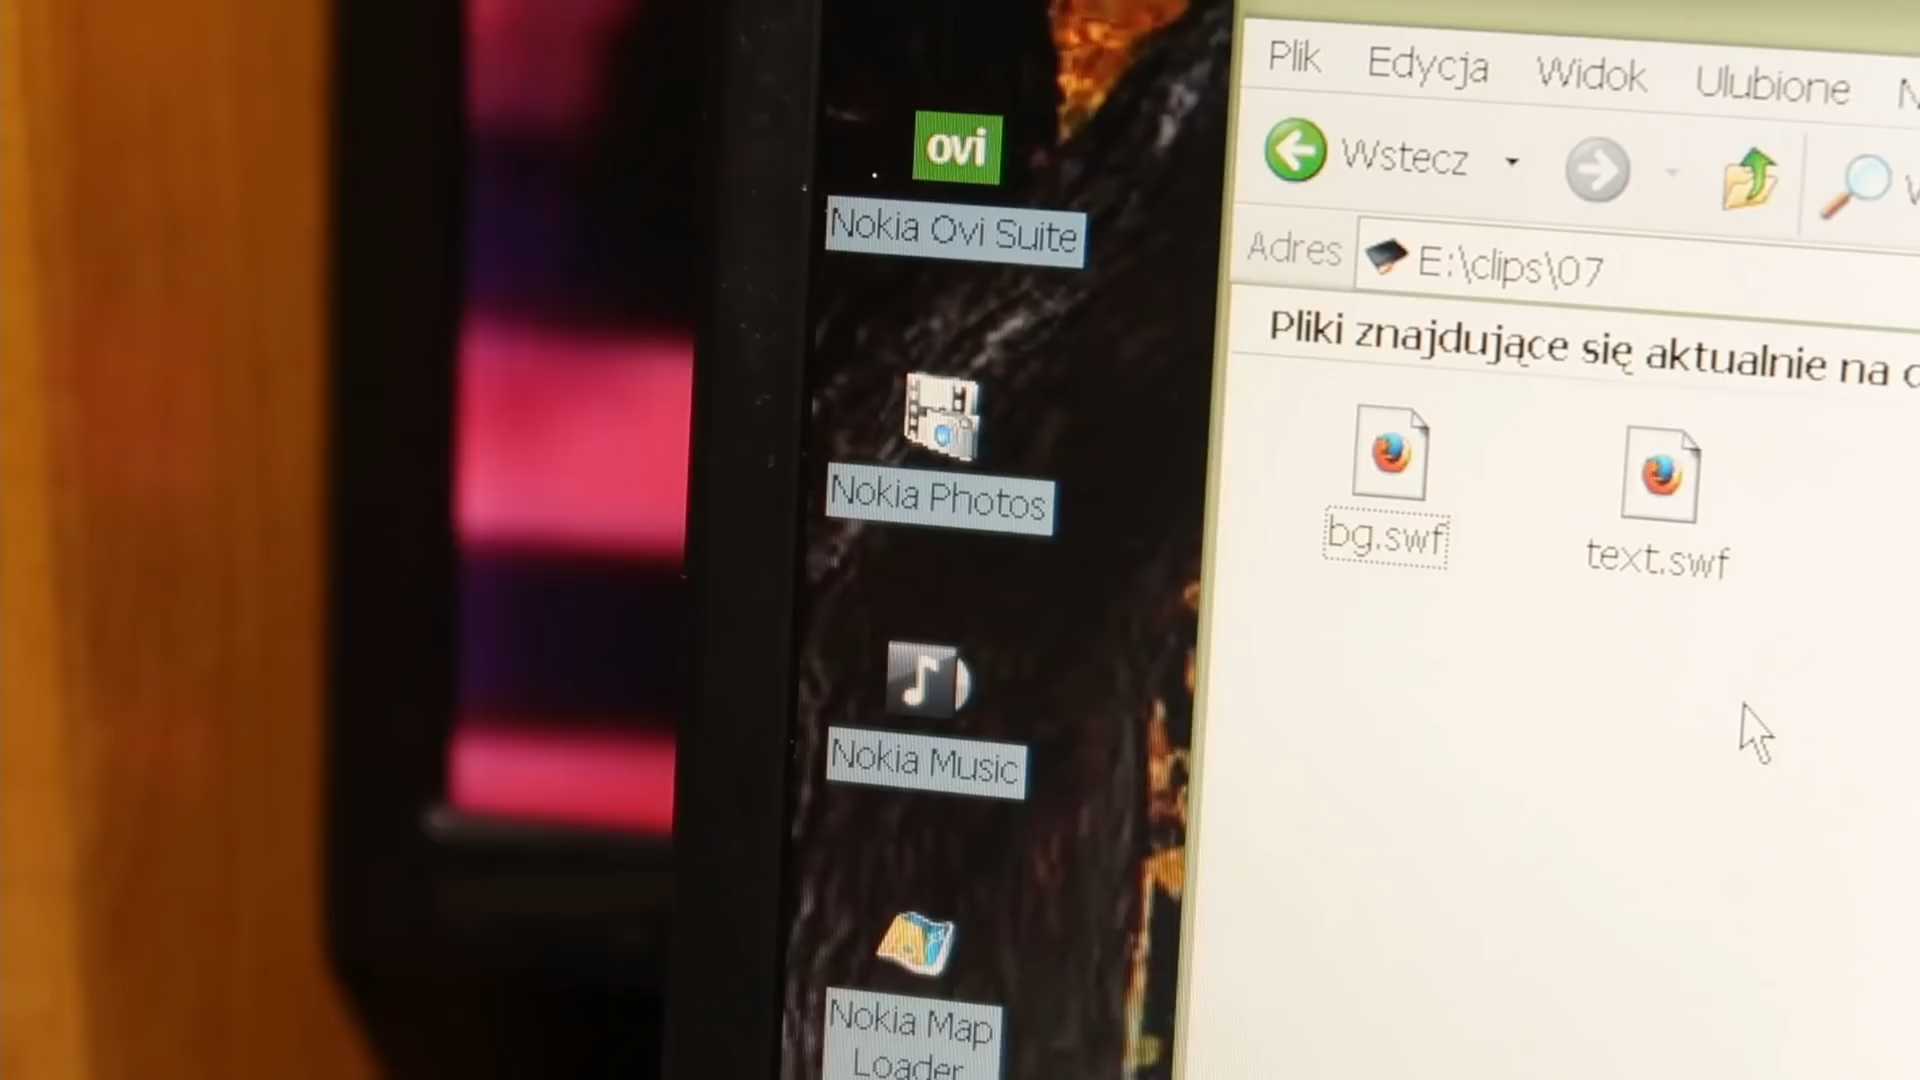 ovi
Nokia Ovi Suite
Nokia Photos
Nokia Music
Nokia Map
Loader
Plik Edycja Widok Ulubione
Wstecz
Adres E:\clips\07
Pliki znajdujące się aktualnie na
bg.swf text.swf